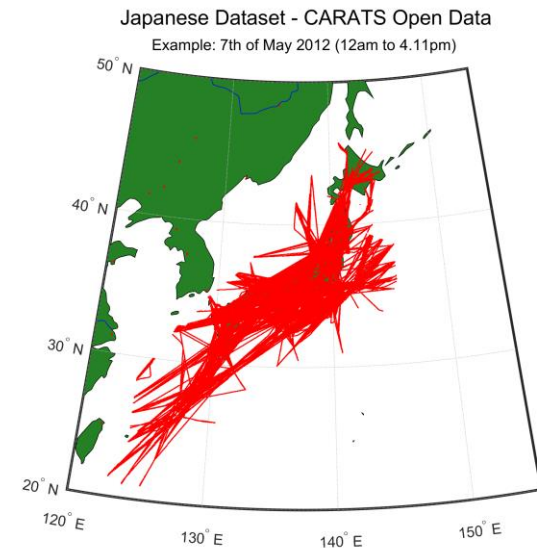 Japanese Dataset - CARATS Open Data
Example: 7th of May 2012 (12am to 4.11pm)
50° N
40° N
30° N
20° N
120° E
130° E
140° E
150° E